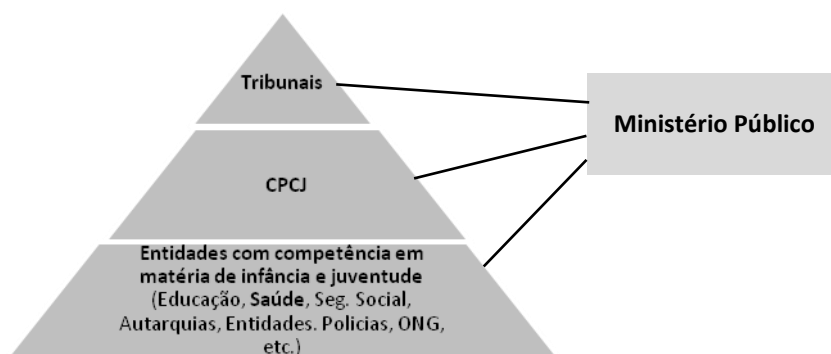 Tribunais
Ministério Público
CPCJ
Entidades com competência em
matéria de infância e juventude
(Educação, Saúde, Seg. Social,
Autarquias, Entidades. Policias, ONG,
etc.)